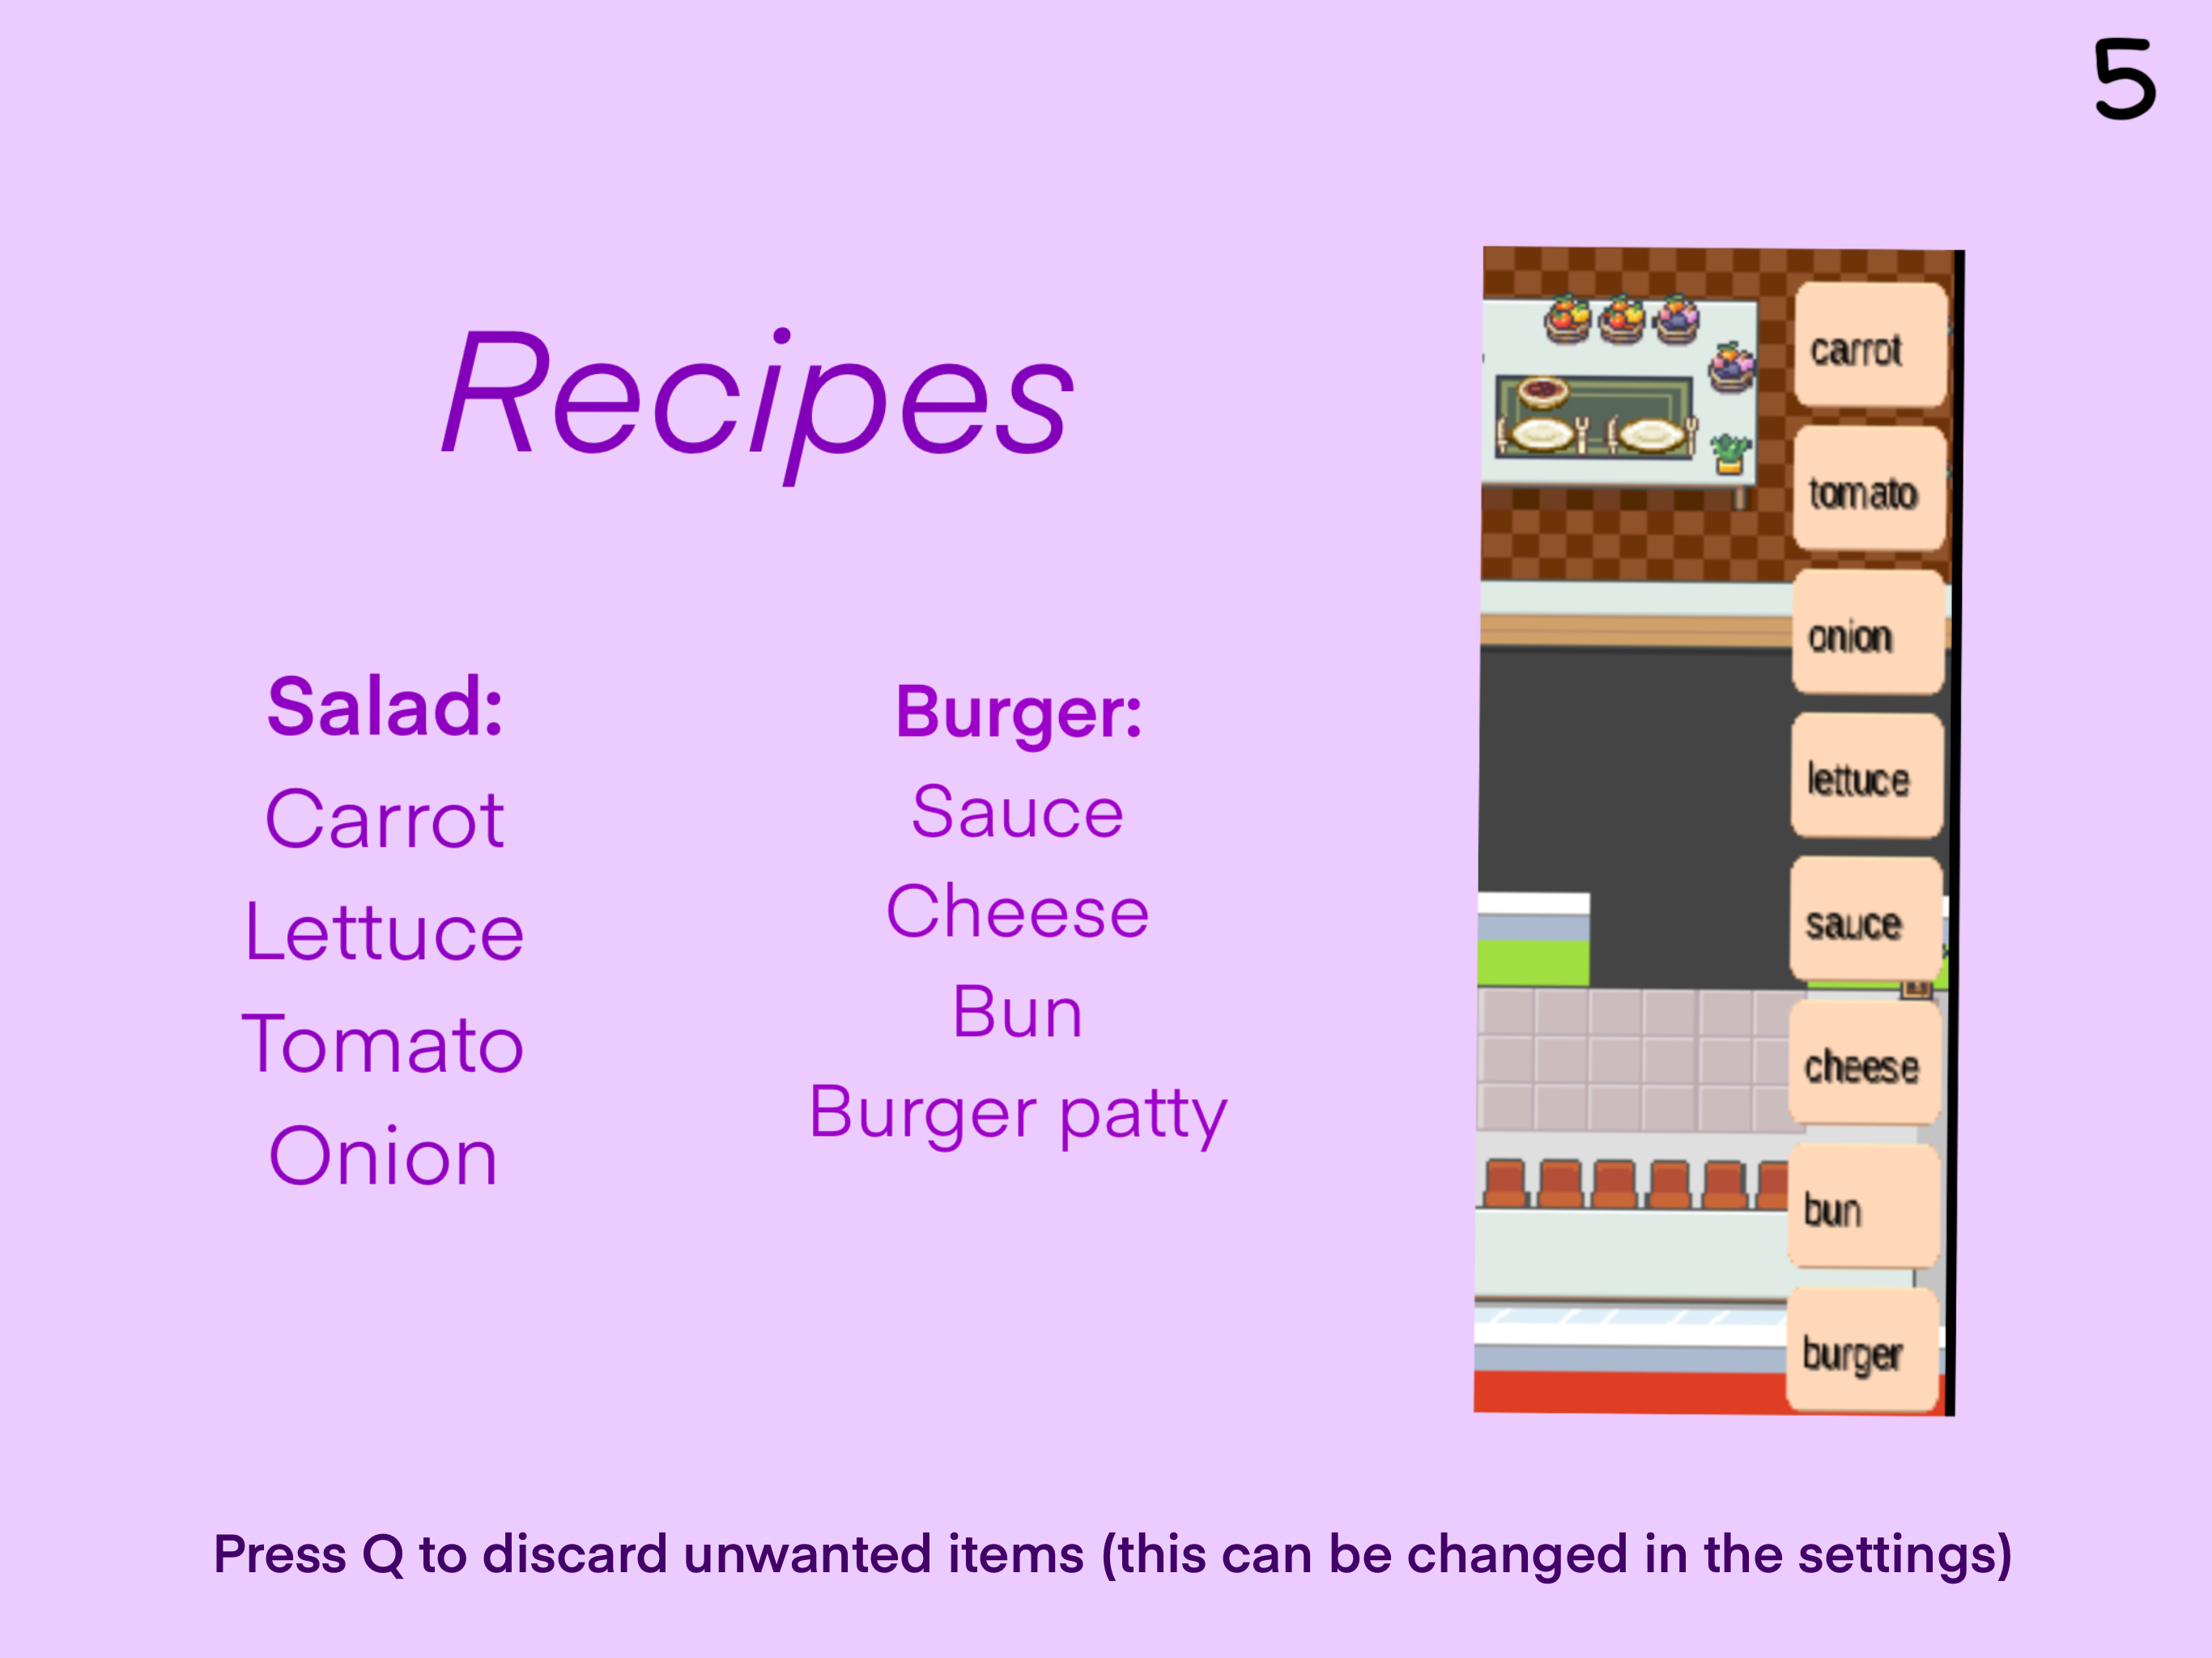 5
Recipes
Salad:
Carrot
Lettuce
Tomato
Onion
Burger:
Sauce
Cheese
Bun
Burger patty
carrot
tomato
onion
lettuce
sauce
cheese
bun
burger
Press Q to discard unwanted items (this can be changed in the settings)